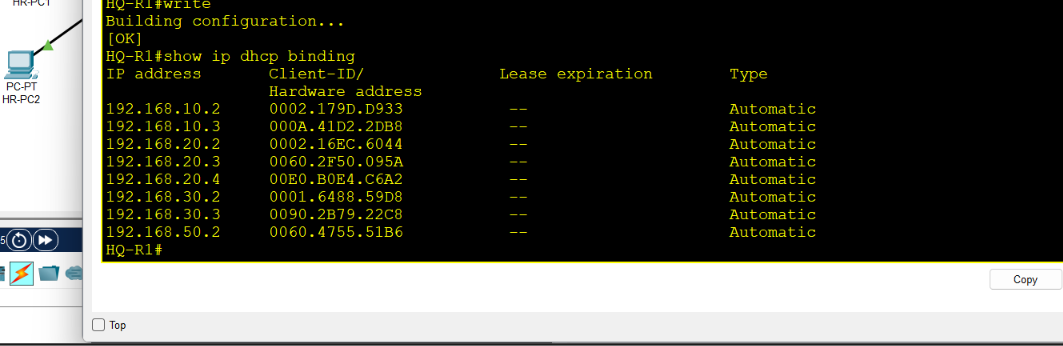 HR-PC1
PC-PT
HR-PC2
HQ-R1#write
Building configuration...
[OK]
HQ-R1#show ip dhcp binding
IP address Client-ID/ Lease expiration Type
Hardware address
192.168.10.2 0002.179D.D933 -- Automatic
192.168.10.3 000A.41D2.2DB8 -- Automatic
192.168.20.2 0002.16EC.6044 -- Automatic
192.168.20.3 0060.2F50.095A -- Automatic
192.168.20.4 00E0.B0E4.C6A2 -- Automatic
192.168.30.2 0001.6488.59D8 -- Automatic
192.168.30.3 0090.2B79.22C8 -- Automatic
192.168.50.2 0060.4755.51B6 -- Automatic
HQ-R1#
Copy
Top